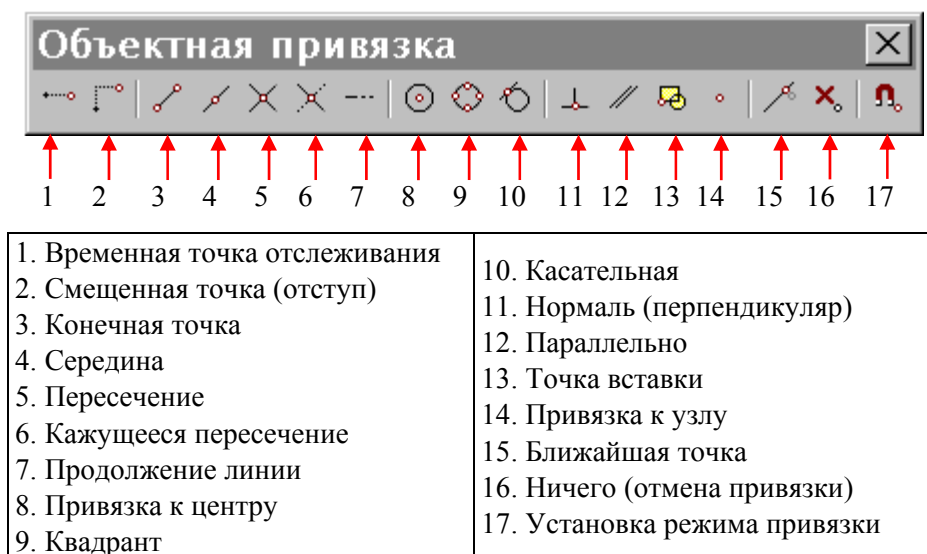 Объектная привязка
1 2 3 4 5 6 7 8 9 10 11 12 13 14 15 16 17
1. Временная точка отслеживания
2. Смещенная точка (отступ)
3. Конечная точка
4. Середина
5. Пересечение
6. Кажущееся пересечение
7. Продолжение линии
8. Привязка к центру
9. Квадрант
10. Касательная
11. Нормаль (перпендикуляр)
12. Параллельно
13. Точка вставки
14. Привязка к узлу
15. Ближайшая точка
16. Ничего (отмена привязки)
17. Установка режима привязки